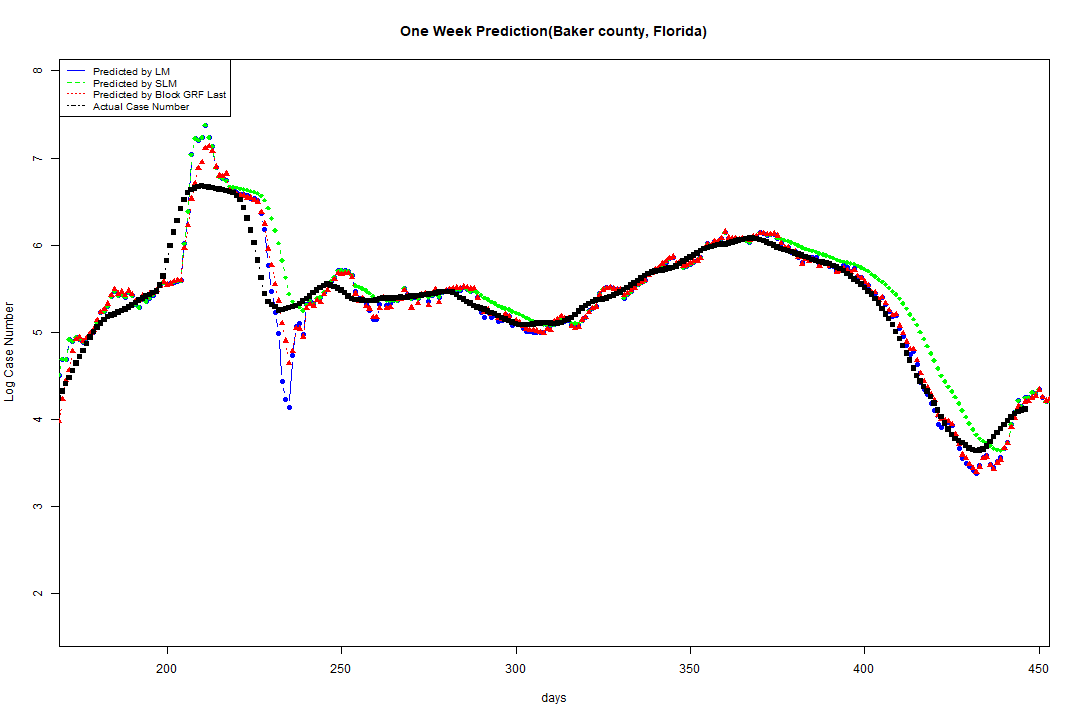 One Week Prediction(Baker county, Florida)
Predicted by LM
Predicted by SLM
Predicted by Block GRF Last
Actual Case Number
8
7
6
5
4
3
2
Log Case Number
200 250 300 350 400 450
days